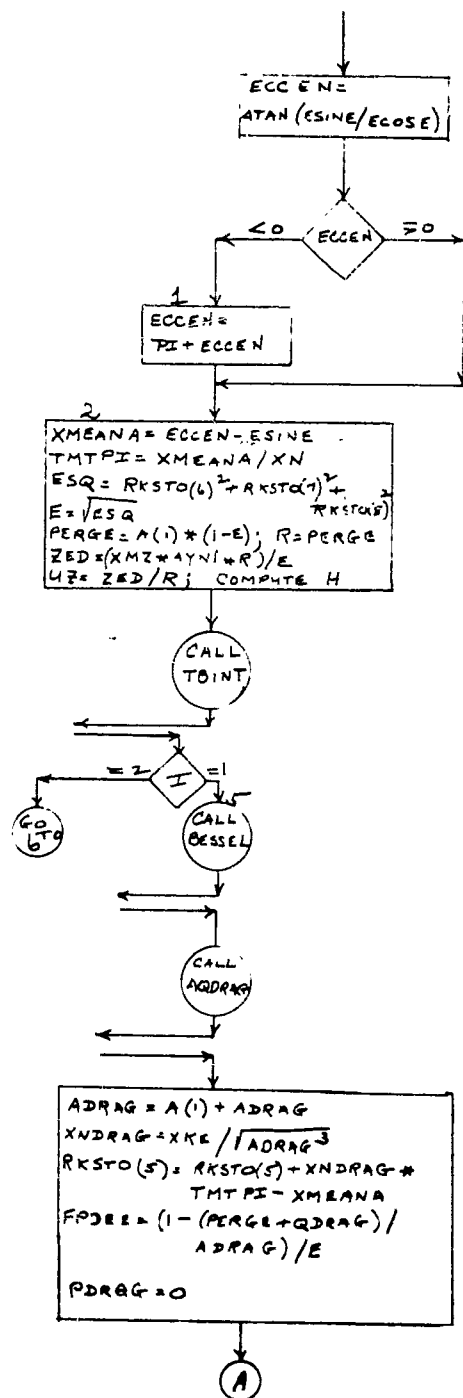 ECCEN=
ATAN(ESINE/ECOSE)
<0
ECCEN
≥0
1
ECCEN=
PI+ECCEN
2
XMEANA= ECCEN-ESINE
TMTPI= XMEANA/XN
ESQ= RKSTO(6)²+RKSTO(7)²+
RKSTO(8)²
E=√ESQ
PERGE=A(1)*(1-E); R=PERGE
ZED=(XMZ*AYN1*R)/E
UZ=ZED/R; COMPUTE H
CALL
TBINT
=2
I
=1
GO
TO
6
5
CALL
BESSEL
CALL
AQDRAG
ADRAG = A(1)+ADRAG
XNDRAG=XKE/√ADRAG³
RKSTO(5)= RKSTO(5)+XNDRAG*
TMTPI-XMEANA
=(1-(PERGE+QDRAG)/
ADRAG)/E
PDRAG=0
A